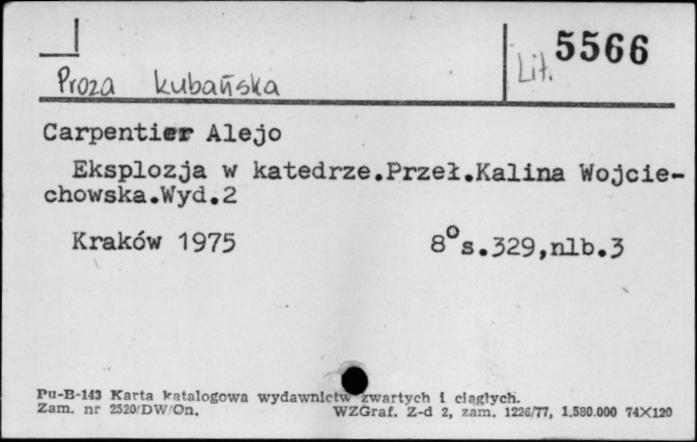 Lit. 5566
Proza kubańska
Carpentier Alejo
Eksplozja w katedrze.Przeł.Kalina Wojcie-
chowska.Wyd.2
Kraków 1975 8° s.329,nlb.3
Pu-B-143 Karta katalogowa wydawnictw zwartych i ciągłych.
Zam. nr 2520/DW/On. WZGraf. Z-d 2, zam. 1226/77, 1.580.000 74X120